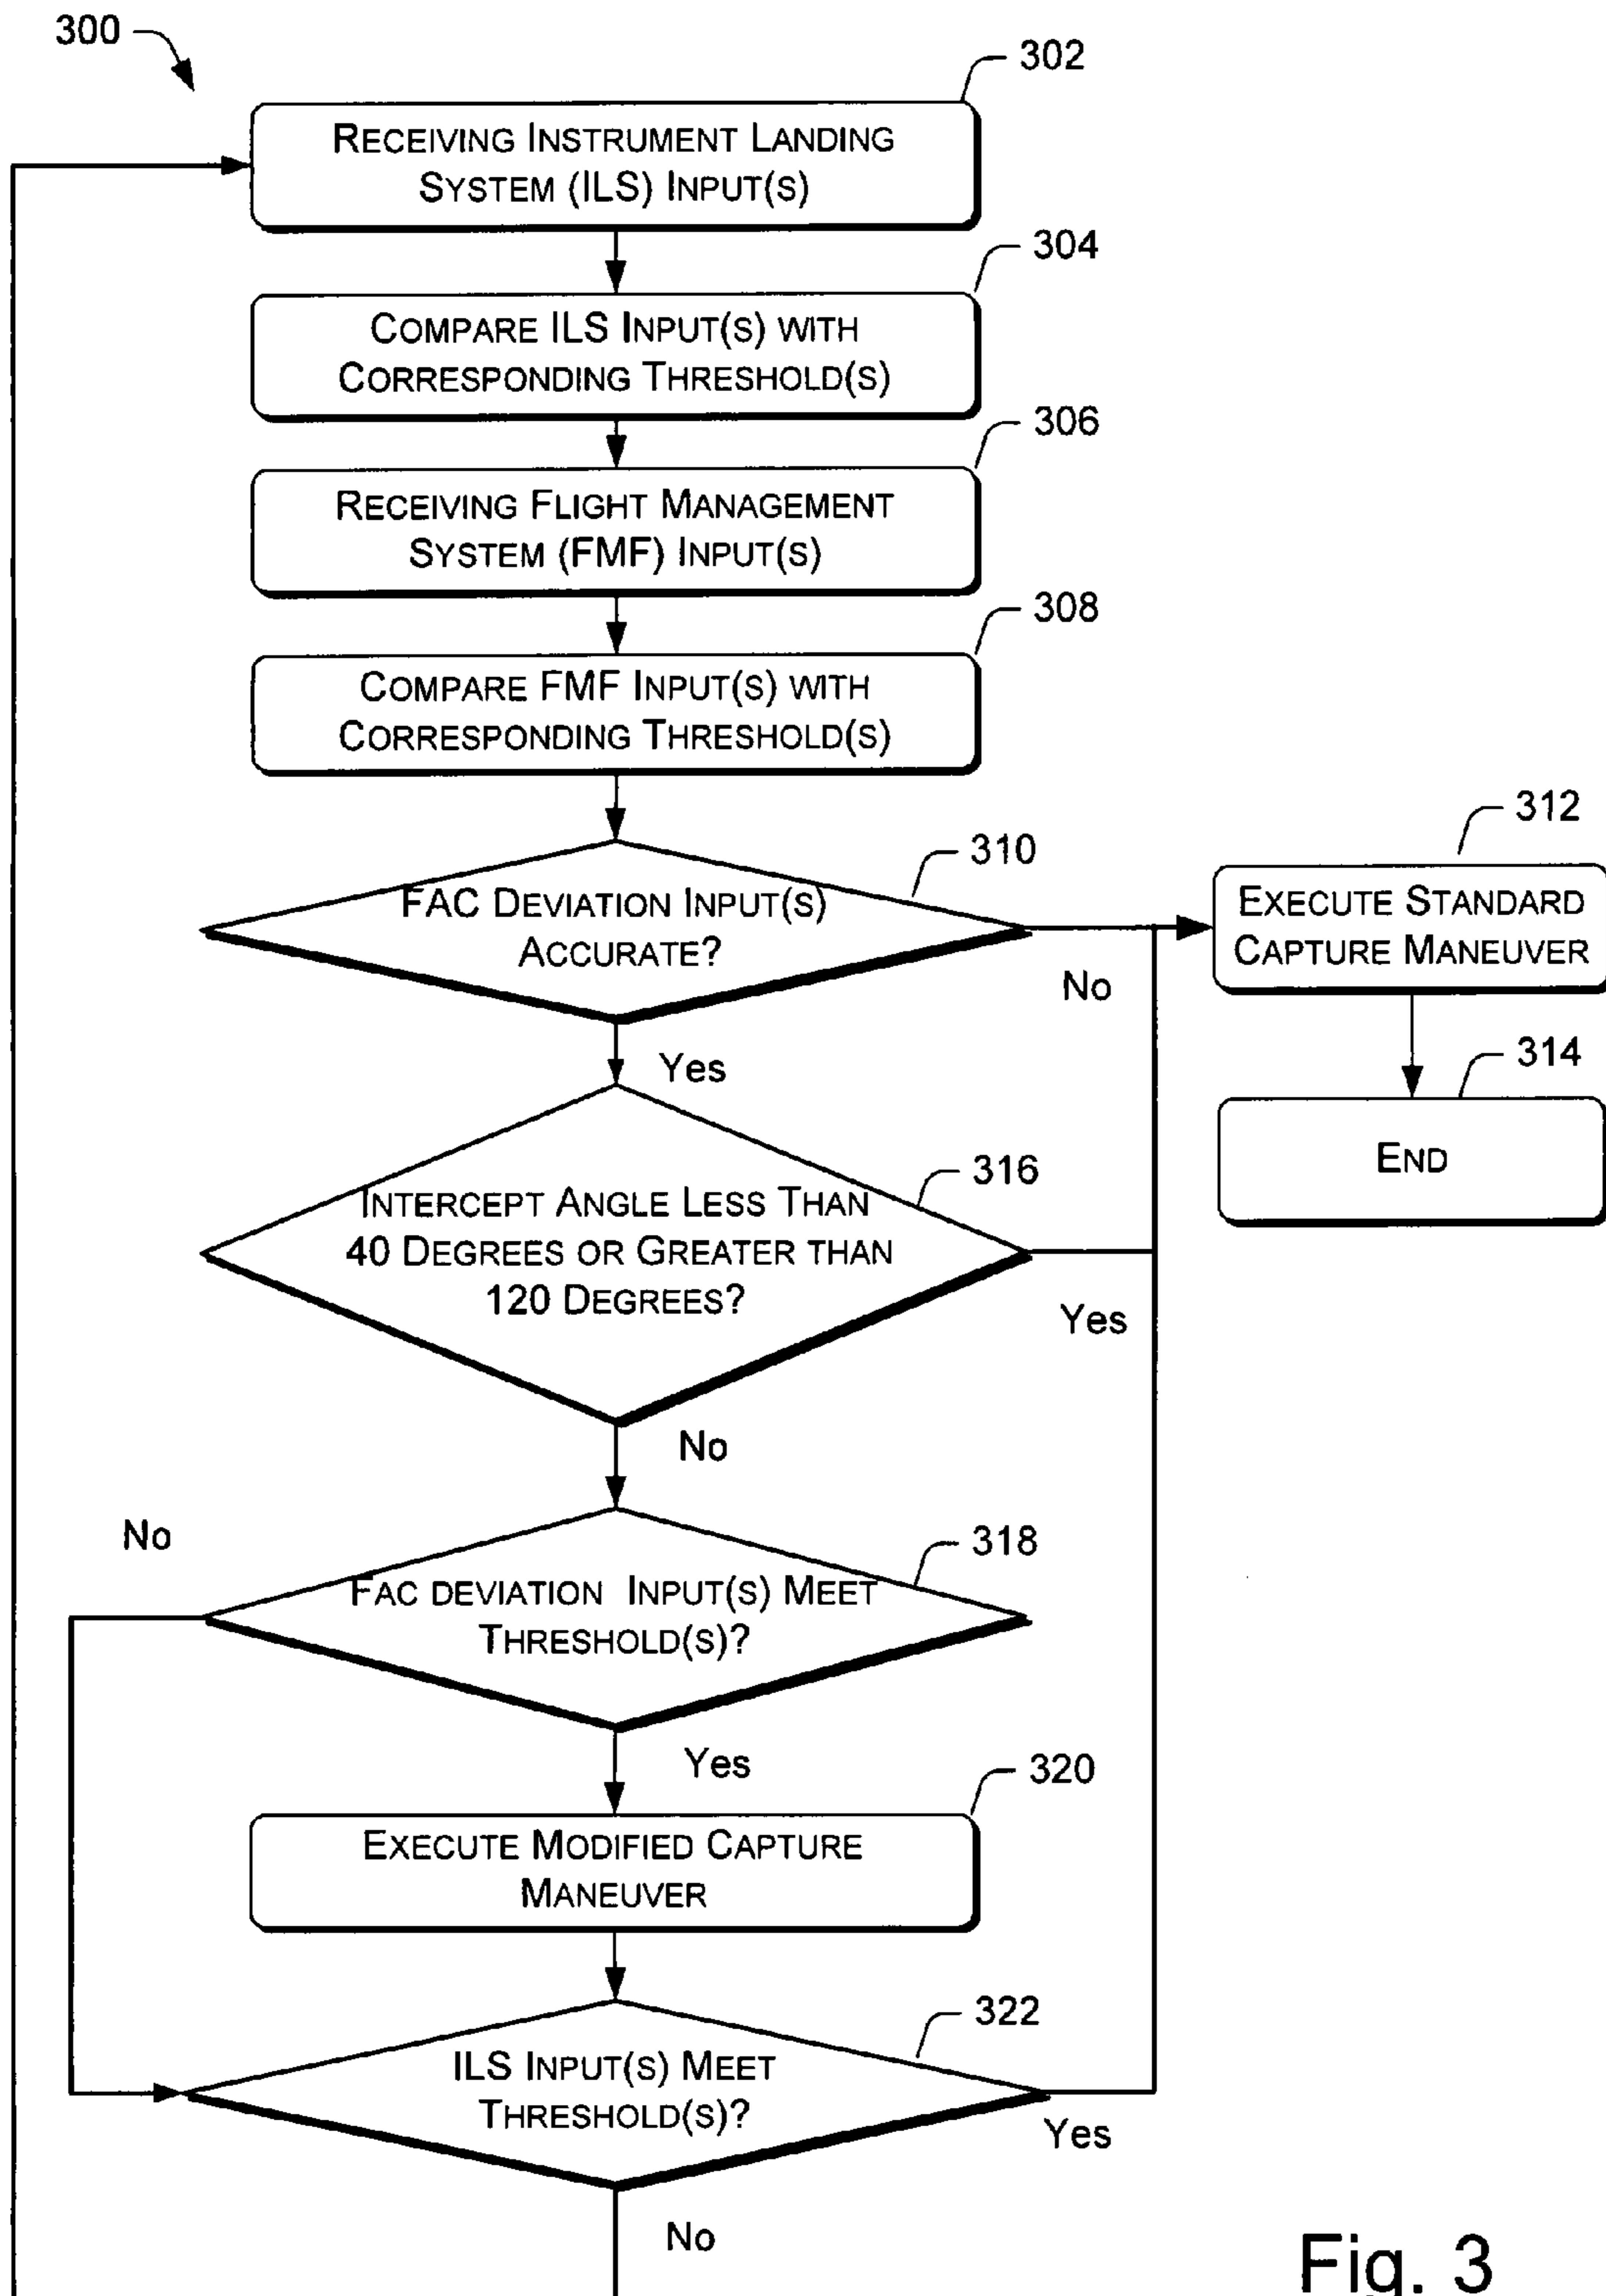 300
302
RECEIVING INSTRUMENT LANDING
SYSTEM (ILS) INPUT(S)
304
COMPARE ILS INPUT(S) WITH
CORRESPONDING THRESHOLD(S)
306
RECEIVING FLIGHT MANAGEMENT
SYSTEM (FMF) INPUT(S)
308
COMPARE FMF INPUT(S) WITH
CORRESPONDING THRESHOLD(S)
310
FAC DEVIATION INPUT(S)
ACCURATE?
No
Yes
312
EXECUTE STANDARD
CAPTURE MANEUVER
314
END
316
INTERCEPT ANGLE LESS THAN
40 DEGREES OR GREATER THAN
120 DEGREES?
Yes
No
318
FAC DEVIATION INPUT(S) MEET
THRESHOLD(S)?
No
Yes
320
EXECUTE MODIFIED CAPTURE
MANEUVER
322
ILS INPUT(S) MEET
THRESHOLD(S)?
Yes
No
Fig. 3